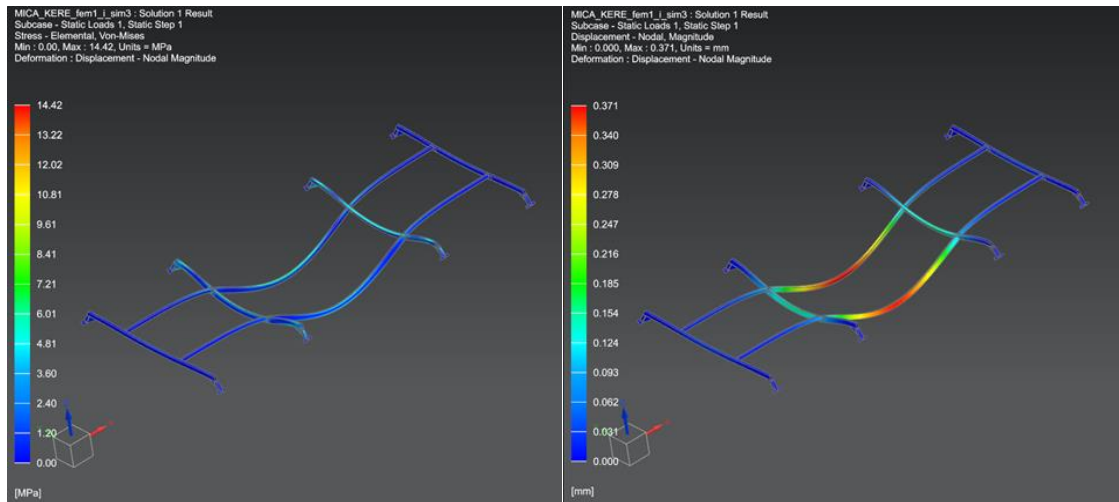 MICA_KERE_fem1_i_sim3 : Solution 1 Result
Subcase - Static Loads 1, Static Step 1
Stress - Elemental, Von-Mises
Min : 0.00, Max : 14.42, Units = MPa
Deformation : Displacement - Nodal Magnitude
14.42
13.22
12.02
10.81
9.61
8.41
7.21
6.01
4.81
3.60
2.40
1.20
0.00
[MPa]
MICA_KERE_fem1_i_sim3 : Solution 1 Result
Subcase - Static Loads 1, Static Step 1
Displacement - Nodal, Magnitude
Min : 0.000, Max : 0.371, Units = mm
Deformation : Displacement - Nodal Magnitude
0.371
0.340
0.309
0.278
0.247
0.216
0.185
0.154
0.124
0.093
0.062
0.031
0.000
[mm]